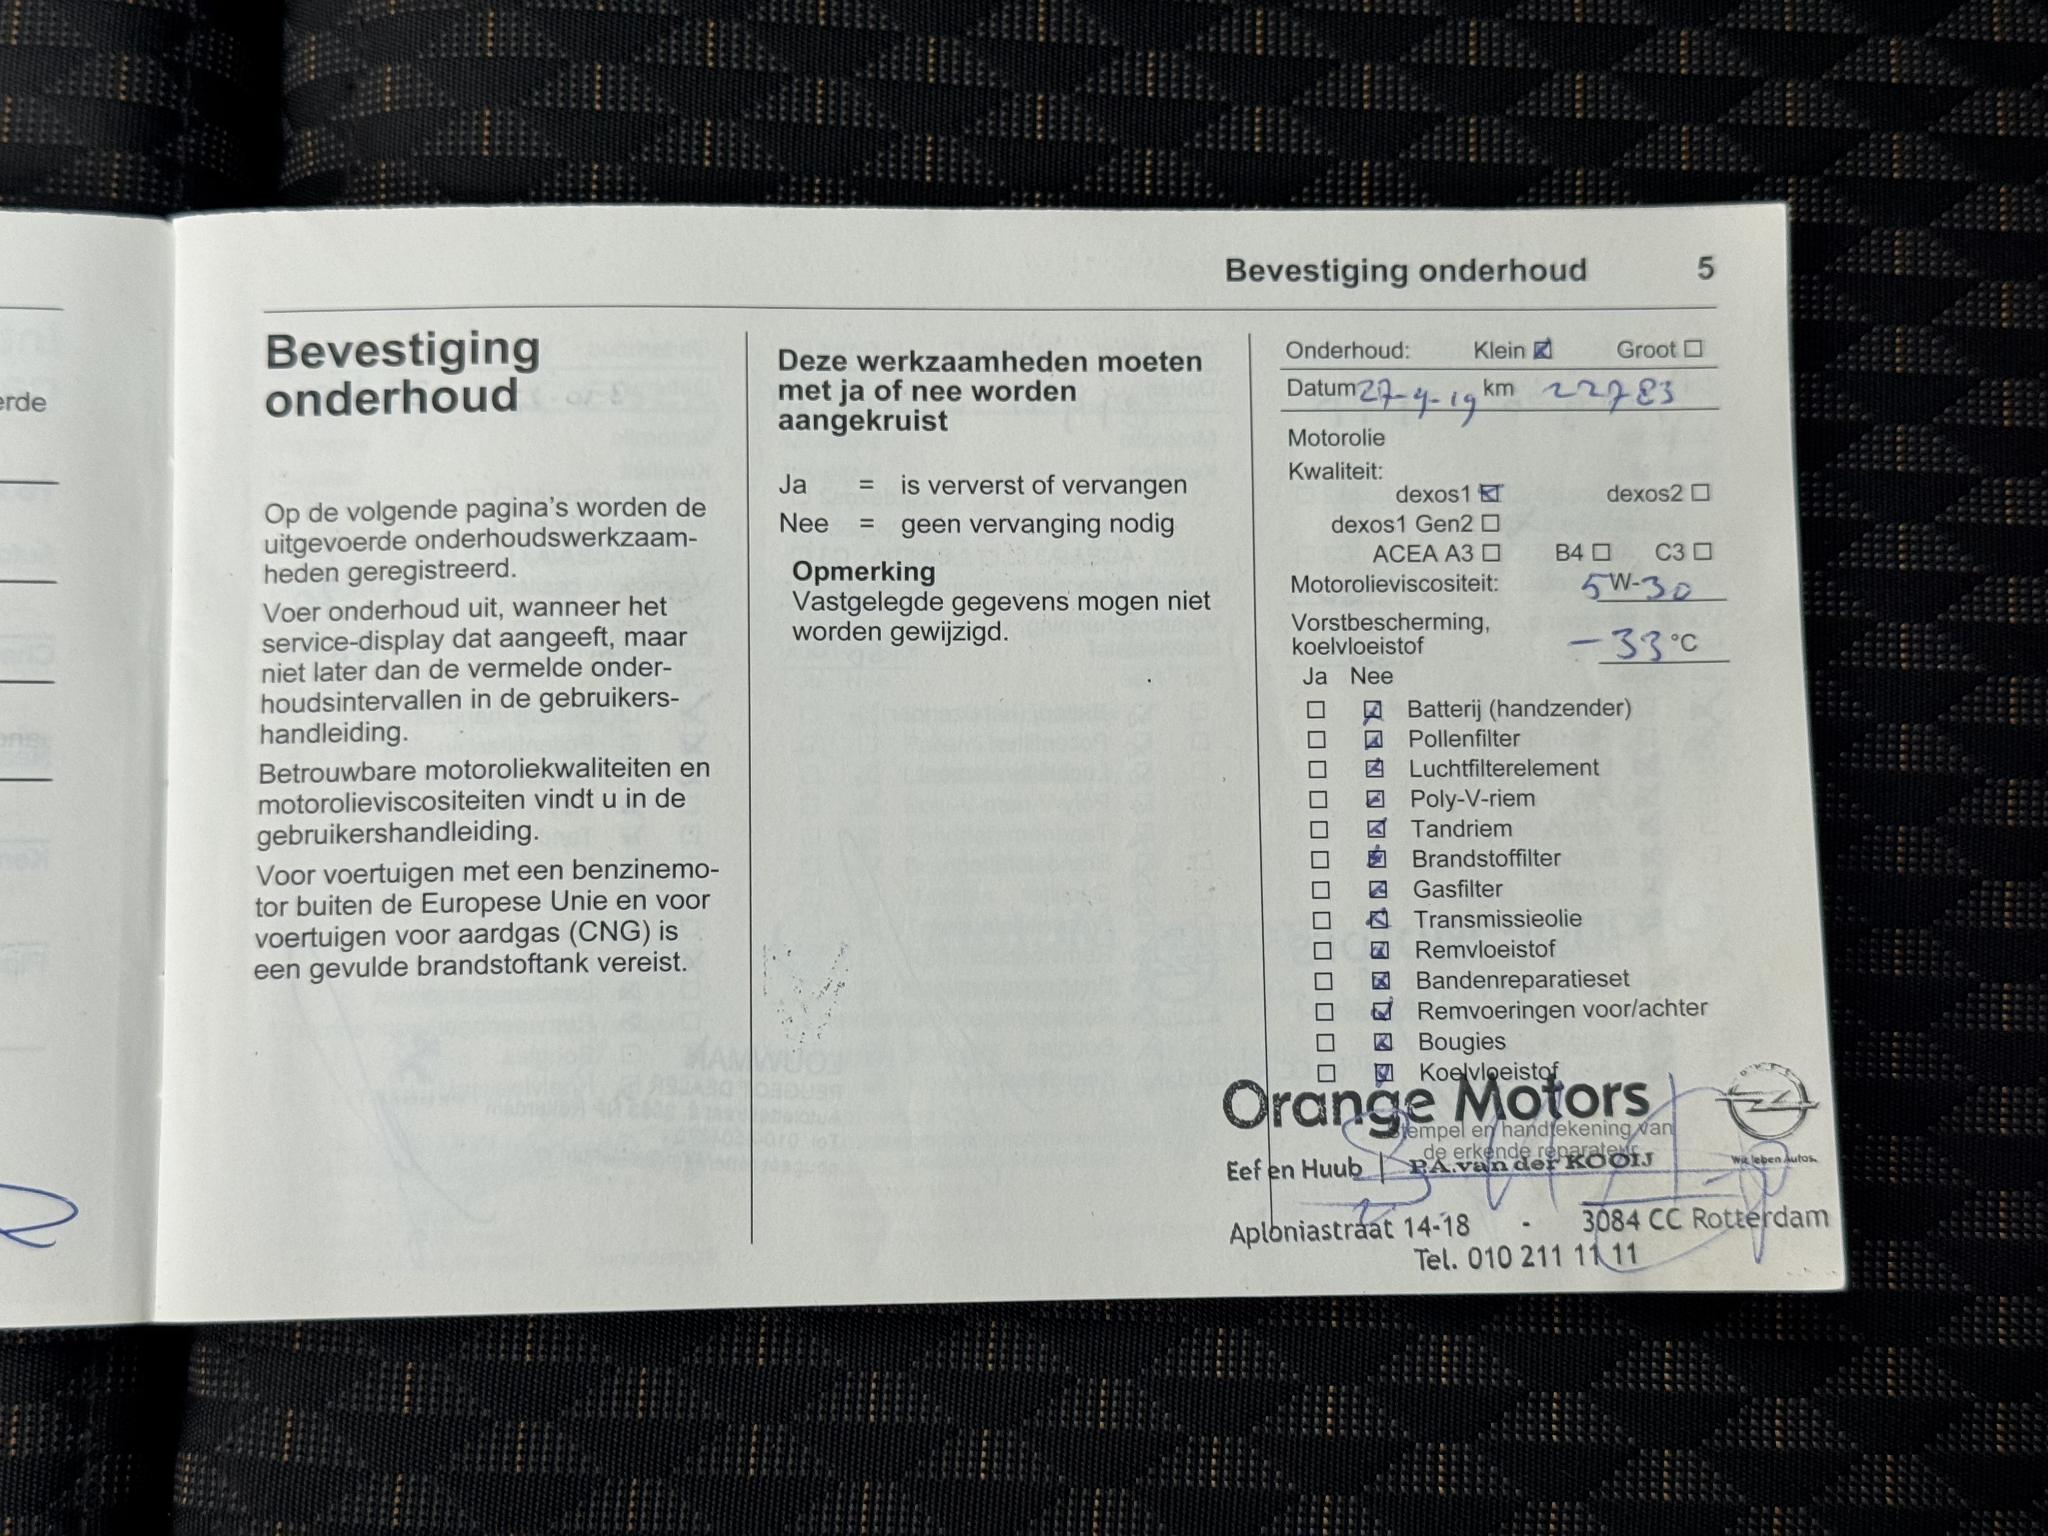 erde
Bevestiging onderhoud 5
Bevestiging
onderhoud
Op de volgende pagina's worden de
uitgevoerde onderhoudswerkzaam-
heden geregistreerd.
Voer onderhoud uit, wanneer het
service-display dat aangeeft, maar
niet later dan de vermelde onder-
houdsintervallen in de gebruikers-
handleiding.
Betrouwbare motoroliekwaliteiten en
motorolieviscositeiten vindt u in de
gebruikershandleiding.
Voor voertuigen met een benzinemo-
tor buiten de Europese Unie en voor
voertuigen voor aardgas (CNG) is
een gevulde brandstoftank vereist.
Deze werkzaamheden moeten
met ja of nee worden
aangekruist
Ja = is ververst of vervangen
Nee = geen vervanging nodig
Opmerking
Vastgelegde gegevens mogen niet
worden gewijzigd.
Onderhoud: Klein ☒ Groot ☐
Datum 27-4-19 km 22783
Motorolie
Kwaliteit:
dexos1 ☒ dexos2 ☐
dexos1 Gen2 ☐
ACEA A3 ☐ B4 ☐ C3 ☐
Motorolieviscositeit: 5W-30
Vorstbescherming,
koelvloeistof -33 °C
Ja Nee
☐ ☒ Batterij (handzender)
☐ ☒ Pollenfilter
☐ ☒ Luchtfilterelement
☐ ☒ Poly-V-riem
☐ ☒ Tandriem
☐ ☒ Brandstoffilter
☐ ☒ Gasfilter
☐ ☒ Transmissieolie
☐ ☒ Remvloeistof
☐ ☒ Bandenreparatieset
☐ ☒ Remvoeringen voor/achter
☐ ☒ Bougies
☐ ☒ Koelvloeistof
Orange Motors
Stempel en handtekening van
de erkende reparateur
Eef en Huub | P.A. van der KOOIJ
Wir leben Autos.
Aploniastraat 14-18 - 3084 CC Rotterdam
Tel. 010 211 11 11